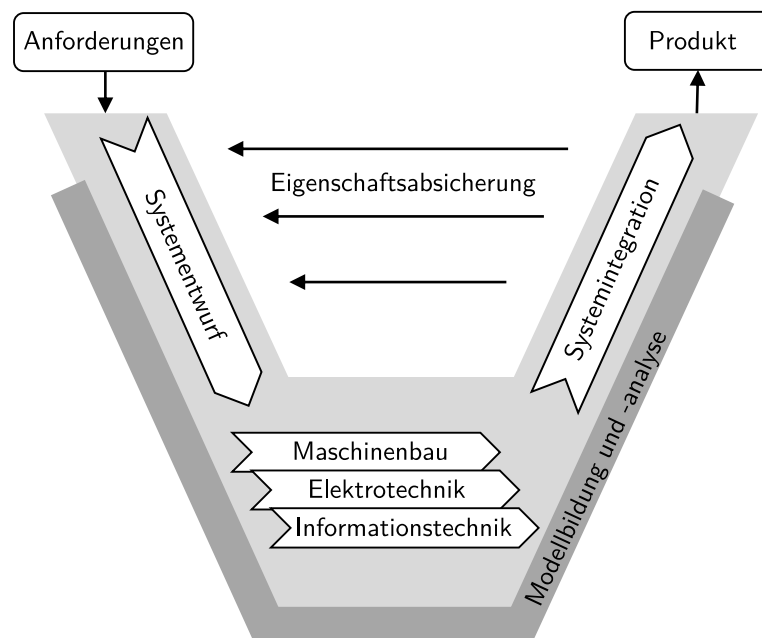 Anforderungen
Produkt
Eigenschaftsabsicherung
Systementwurf
Systemintegration
Maschinenbau
Elektrotechnik
Informationstechnik
Modellbildung und -analyse